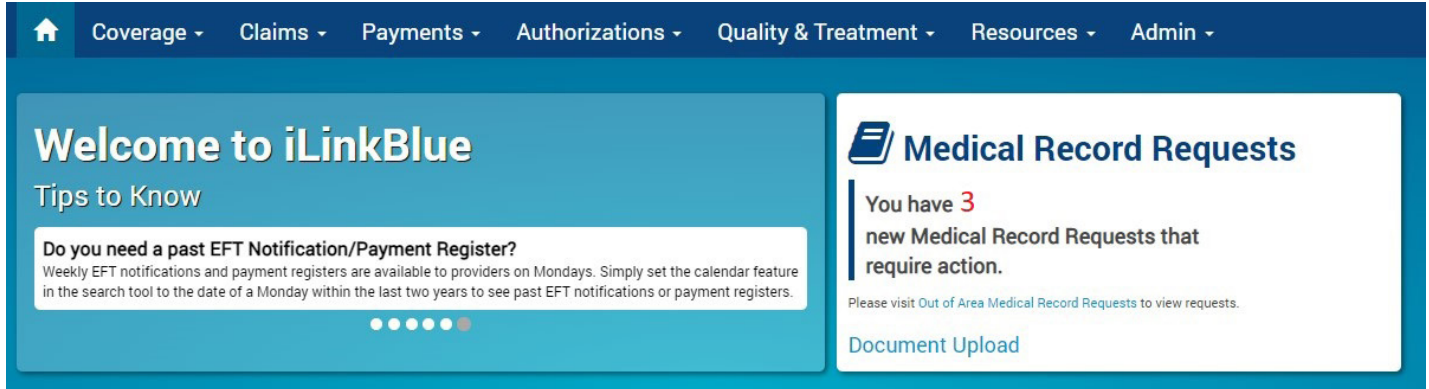 Coverage Claims Payments Authorizations Quality & Treatment Resources Admin
Welcome to iLinkBlue
Tips to Know
Do you need a past EFT Notification/Payment Register?
Weekly EFT notifications and payment registers are available to providers on Mondays. Simply set the calendar feature
in the search tool to the date of a Monday within the last two years to see past EFT notifications or payment registers.
Medical Record Requests
You have 3
new Medical Record Requests that
require action.
Please visit Out of Area Medical Record Requests to view requests.
Document Upload